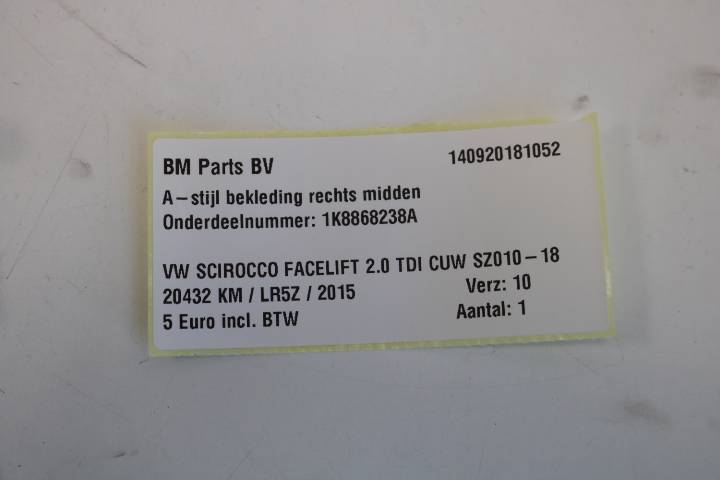 BM Parts BV 140920181052
A-stijl bekleding rechts midden
Onderdeelnummer: 1K8868238A
VW SCIROCCO FACELIFT 2.0 TDI CUW SZ010-18
20432 KM / LR5Z / 2015 Verz: 10
5 Euro incl. BTW Aantal: 1